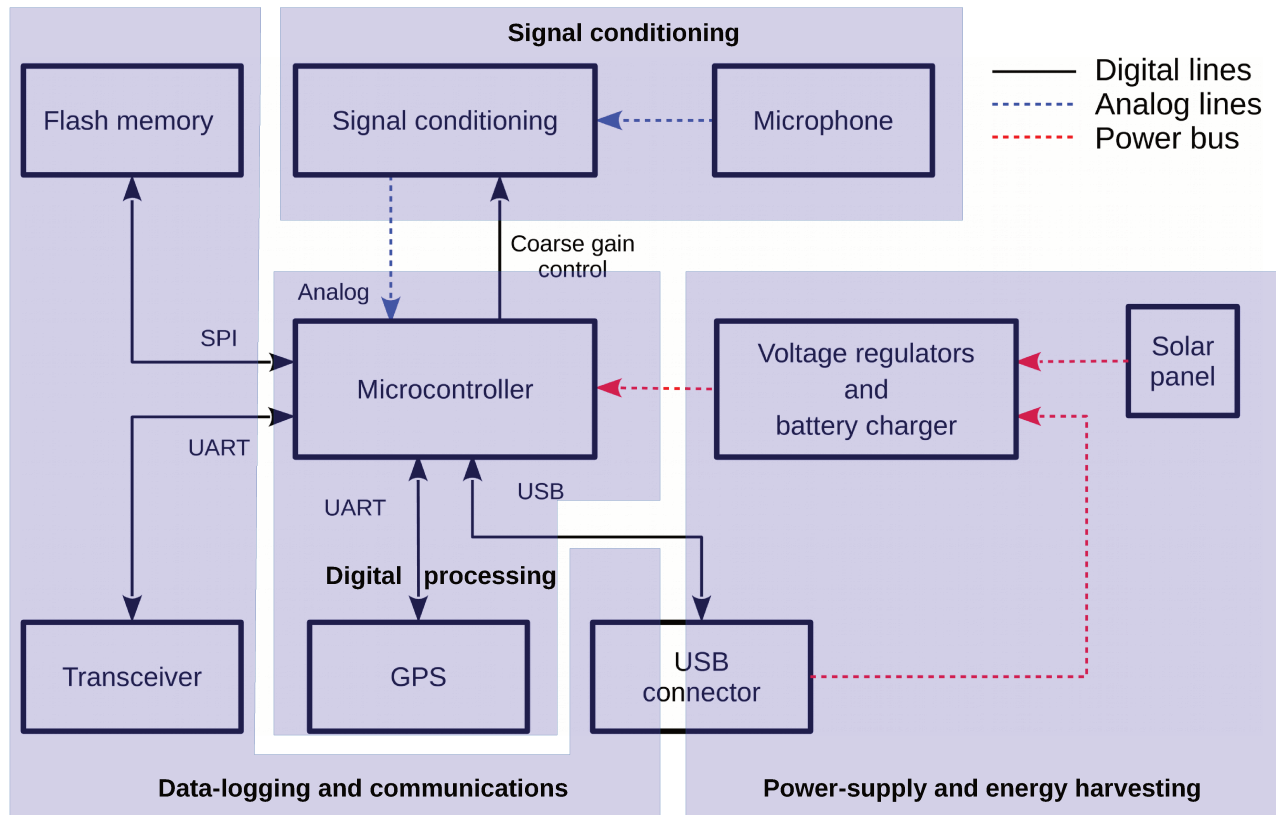 Signal conditioning
Flash memory
Signal conditioning
Microphone
Digital lines
Analog lines
Power bus
Coarse gain
control
Analog
SPI
Microcontroller
Voltage regulators
and
battery charger
Solar
panel
UART
UART
USB
Digital processing
Transceiver
GPS
USB
connector
Data-logging and communications
Power-supply and energy harvesting